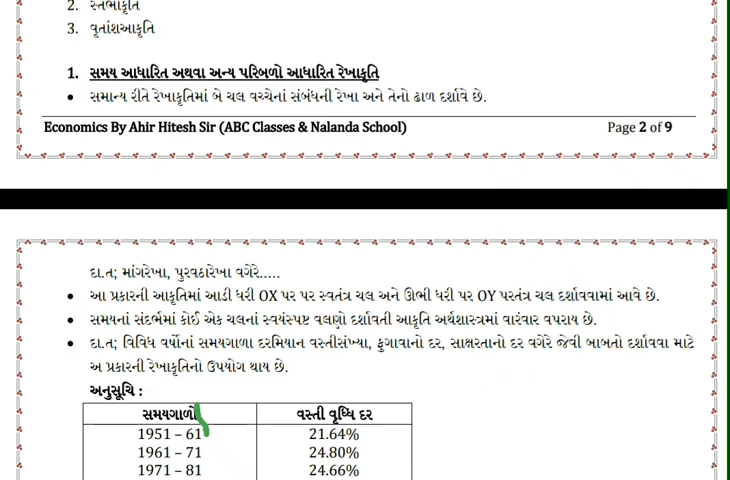 2. સ્તંભાકૃતિ
3. વૃતાંશઆકૃતિ
1. સમય આધારિત અથવા અન્ય પરિબળો આધારિત રેખાકૃતિ
• સમાન્ય રીતે રેખાકૃતિમાં બે ચલ વચ્ચેનાં સંબંધની રેખા અને તેનો ઢાળ દર્શાવે છે.
Economics By Ahir Hitesh Sir (ABC Classes & Nalanda School) Page 2 of 9
દા.ત; માંગરેખા, પુરવઠારેખા વગેરે.....
• આ પ્રકારની આકૃતિમાં આડી ધરી OX પર પર સ્વતંત્ર ચલ અને ઊભી ધરી પર OY પરતંત્ર ચલ દર્શાવવામાં આવે છે.
• સમયનાં સંદર્ભમાં કોઈ એક ચલનાં સ્વયંસ્પષ્ટ વલણો દર્શાવતી આકૃતિ અર્થશાસ્ત્રમાં વારંવાર વપરાય છે.
• દા.ત; વિવિધ વર્ષોનાં સમયગાળા દરમિયાન વસ્તીસંખ્યા, ફુગાવાનો દર, સાક્ષરતાનો દર વગેરે જેવી બાબતો દર્શાવવા માટે
અ પ્રકારની રેખાકૃતિનો ઉપયોગ થાય છે.
અનુસૂચિ :
સમયગાળો વસ્તી વૃધ્ધિ દર
1951 – 61 21.64%
1961 – 71 24.80%
1971 – 81 24.66%